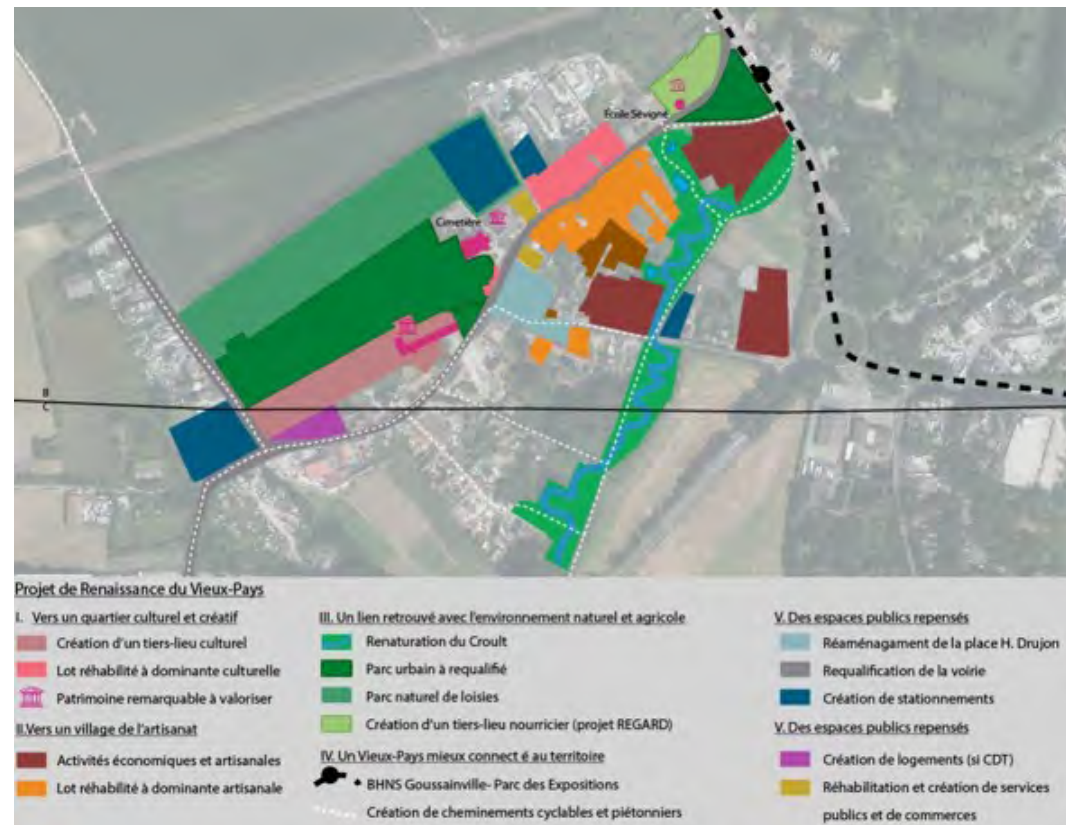 École Sévigné
Cimetière
B
C
Projet de Renaissance du Vieux-Pays
I. Vers un quartier culturel et créatif
Création d'un tiers-lieu culturel
Lot réhabilité à dominante culturelle
Patrimoine remarquable à valoriser
II.Vers un village de l'artisanat
Activités économiques et artisanales
Lot réhabilité à dominante artisanale
III. Un lien retrouvé avec l'environnement naturel et agricole
Renaturation du Croult
Parc urbain à requalifié
Parc naturel de loisies
Création d'un tiers-lieu nourricier (projet REGARD)
IV. Un Vieux-Pays mieux connect é au territoire
BHNS Goussainville- Parc des Expositions
Création de cheminements cyclables et piétonniers
V. Des espaces publics repensés
Réaménagament de la place H. Drujon
Requalification de la voirie
Création de stationnements
V. Des espaces publics repensés
Création de logements (si CDT)
Réhabilitation et création de services
publics et de commerces